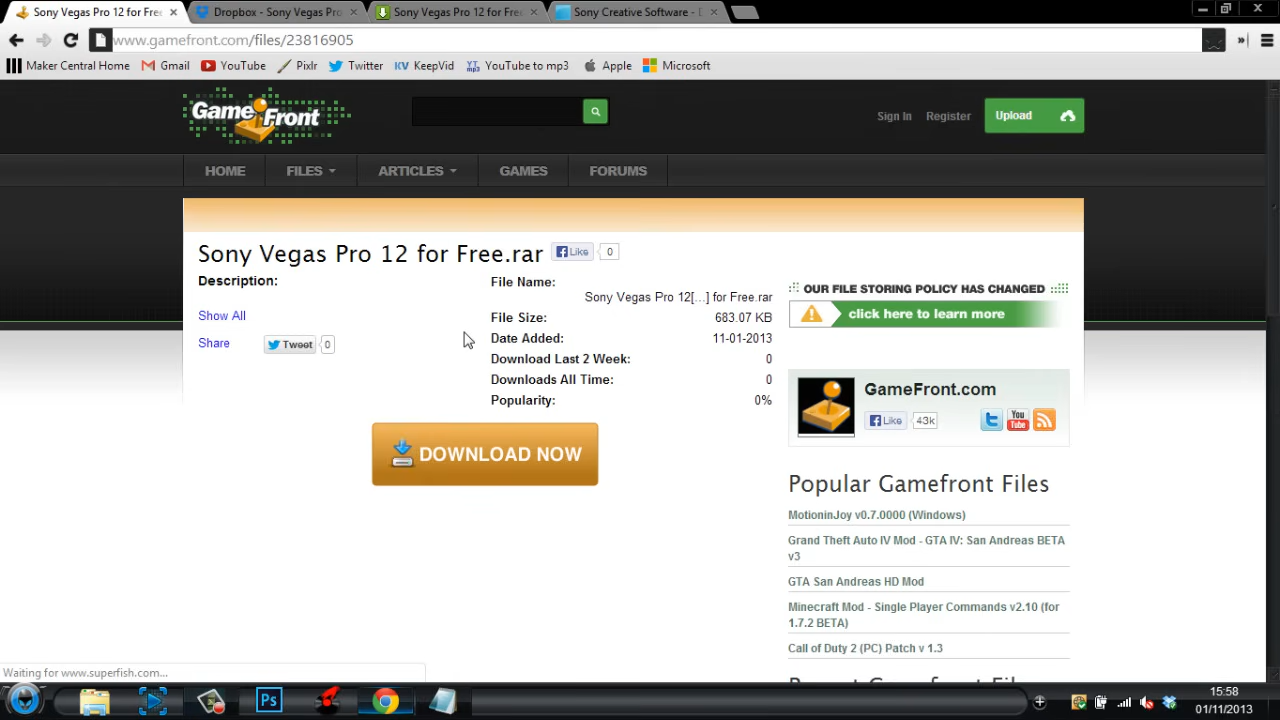 Sony Vegas Pro 12 for Free
Dropbox - Sony Vegas Pro
Sony Vegas Pro 12 for Free
Sony Creative Software - D
www.gamefront.com/files/23816905
Maker Central Home
Gmail
YouTube
Pixlr
Twitter
KV KeepVid
YT mp3 YouTube to mp3
Apple
Microsoft
GameFront
Sign In
Register
Upload
HOME
FILES
ARTICLES
GAMES
FORUMS
Sony Vegas Pro 12 for Free.rar
Like
0
Description:
Show All
Share
Tweet
0
File Name:
Sony Vegas Pro 12[...] for Free.rar
File Size: 683.07 KB
Date Added: 11-01-2013
Download Last 2 Week: 0
Downloads All Time: 0
Popularity: 0%
DOWNLOAD NOW
OUR FILE STORING POLICY HAS CHANGED
click here to learn more
GameFront.com
Like
43k
You Tube
Popular Gamefront Files
MotioninJoy v0.7.0000 (Windows)
Grand Theft Auto IV Mod - GTA IV: San Andreas BETA
v3
GTA San Andreas HD Mod
Minecraft Mod - Single Player Commands v2.10 (for
1.7.2 BETA)
Call of Duty 2 (PC) Patch v 1.3
Waiting for www.superfish.com...
Ps
15:58
01/11/2013